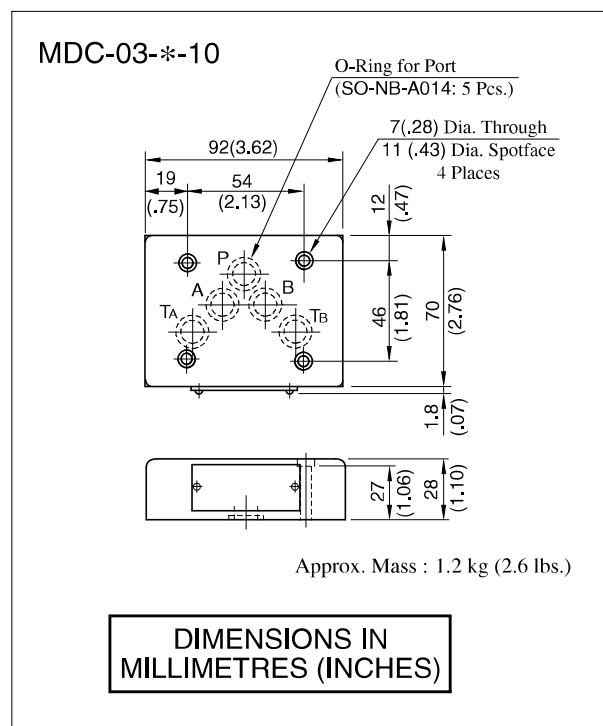 MDC-03-*-10
O-Ring for Port
(SO-NB-A014: 5 Pcs.)
7(.28) Dia. Through
11 (.43) Dia. Spotface
4 Places
92(3.62)
19
(.75)
54
(2.13)
12
(.47)
P
A
B
TA
TB
46
(1.81)
70
(2.76)
1.8
(.07)
27
(1.06)
28
(1.10)
Approx. Mass : 1.2 kg (2.6 lbs.)
DIMENSIONS IN
MILLIMETRES (INCHES)